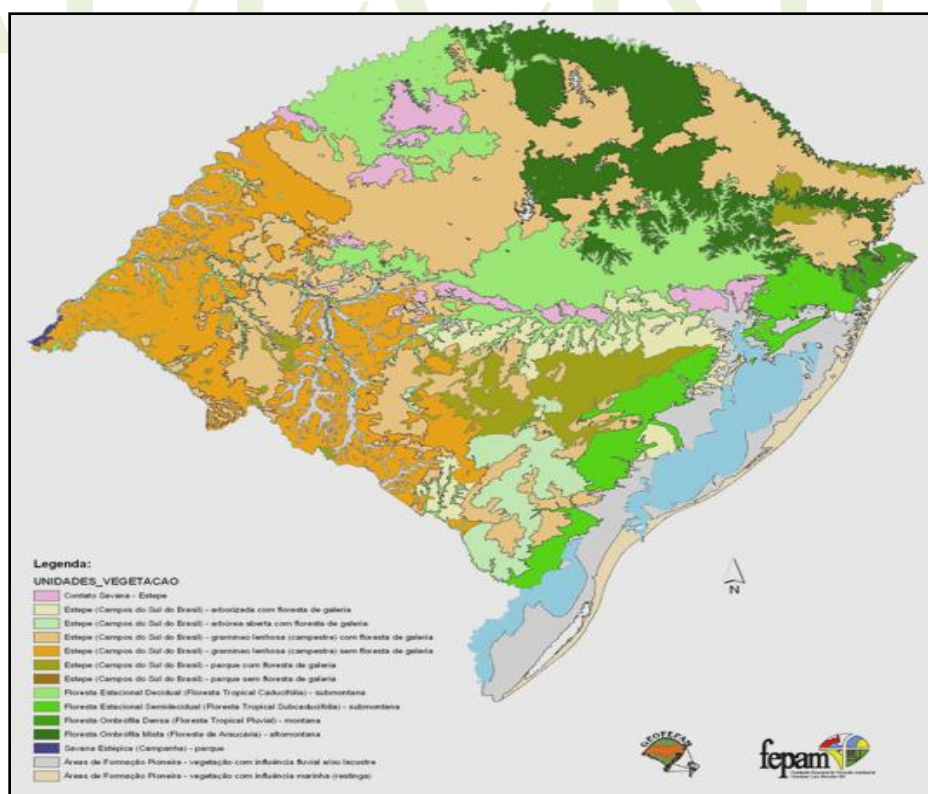 Legenda:
UNIDADES_VEGETACAO
Contato Savana - Estepe
Estepe (Campos do Sul do Brasil) - arborizada com floresta de galeria
Estepe (Campos do Sul do Brasil) - arbórea aberta com floresta de galeria
Estepe (Campos do Sul do Brasil) - gramineo lenhosa (campestre) com floresta de galeria
Estepe (Campos do Sul do Brasil) - gramineo lenhosa (campestre) sem floresta de galeria
Estepe (Campos do Sul do Brasil) - parque com floresta de galeria
Estepe (Campos do Sul do Brasil) - parque sem floresta de galeria
Floresta Estacional Decidual (Floresta Tropical Caducifólia) - submontana
Floresta Estacional Semidecidual (Floresta Tropical Subcaducifólia) - submontana
Floresta Ombrófila Densa (Floresta Tropical Pluvial) - montana
Floresta Ombrófila Mista (Floresta de Araucária) - altomontana
Savana Estépica (Campanha) - parque
Áreas de Formação Pioneira - vegetação com influência fluvial e/ou lacustre
Áreas de Formação Pioneira - vegetação com influência marinha (restinga)
N
GEOFEPAM
fepam